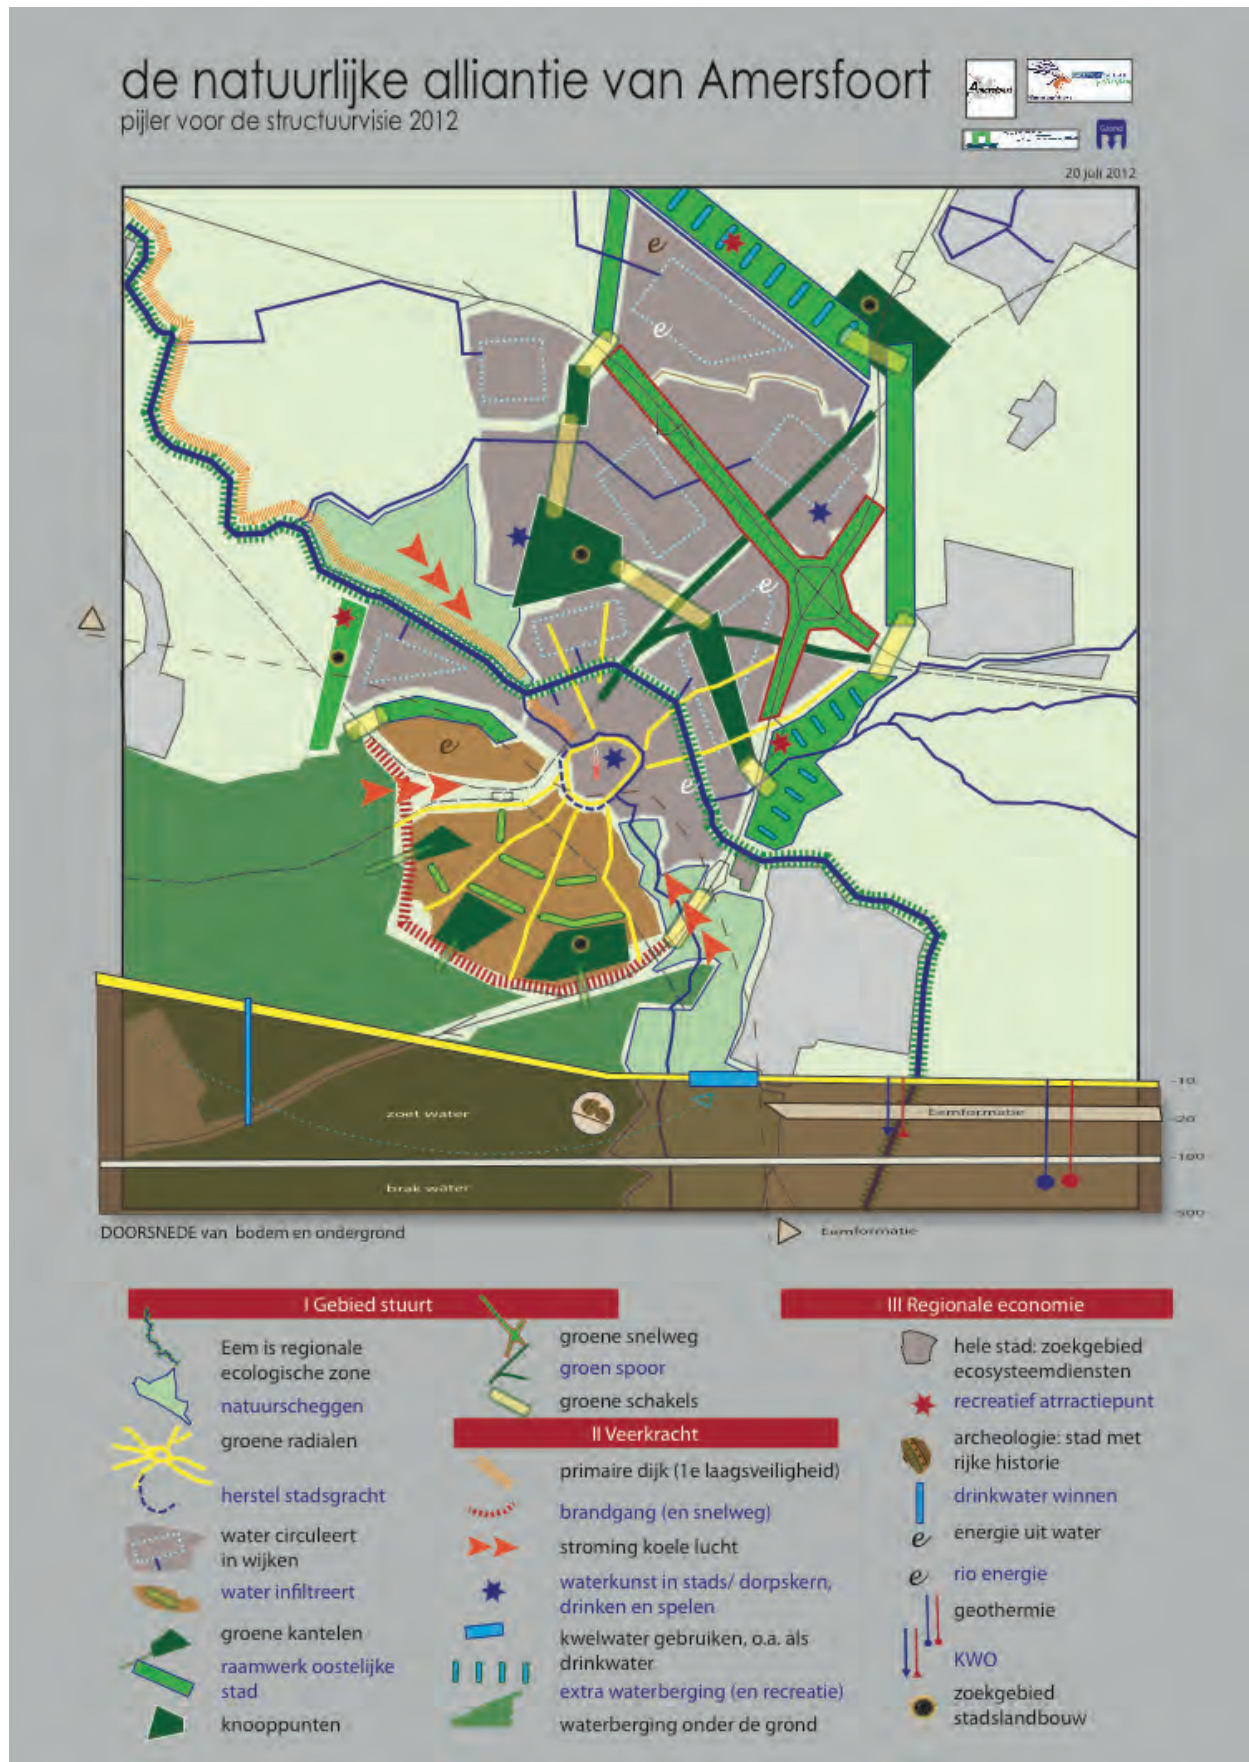 de natuurlijke alliantie van Amersfoort
pijler voor de structuurvisie 2012
Amersfoort
Grond
20 juli 2012
e
e
e
e
e
zoet water
brak water
Eemformatie
-10
-20
-100
-500
DOORSNEDE van bodem en ondergrond
Eemformatie
I Gebied stuurt
Eem is regionale
ecologische zone
natuurscheggen
groene radialen
herstel stadsgracht
water circuleert
in wijken
water infiltreert
groene kantelen
raamwerk oostelijke
stad
knooppunten
groene snelweg
groen spoor
groene schakels
II Veerkracht
primaire dijk (1e laagsveiligheid)
brandgang (en snelweg)
stroming koele lucht
waterkunst in stads/ dorpskern,
drinken en spelen
kwelwater gebruiken, o.a. als
drinkwater
extra waterberging (en recreatie)
waterberging onder de grond
III Regionale economie
hele stad: zoekgebied
ecosysteemdiensten
recreatief atrractiepunt
archeologie: stad met
rijke historie
drinkwater winnen
e energie uit water
e rio energie
geothermie
KWO
zoekgebied
stadslandbouw